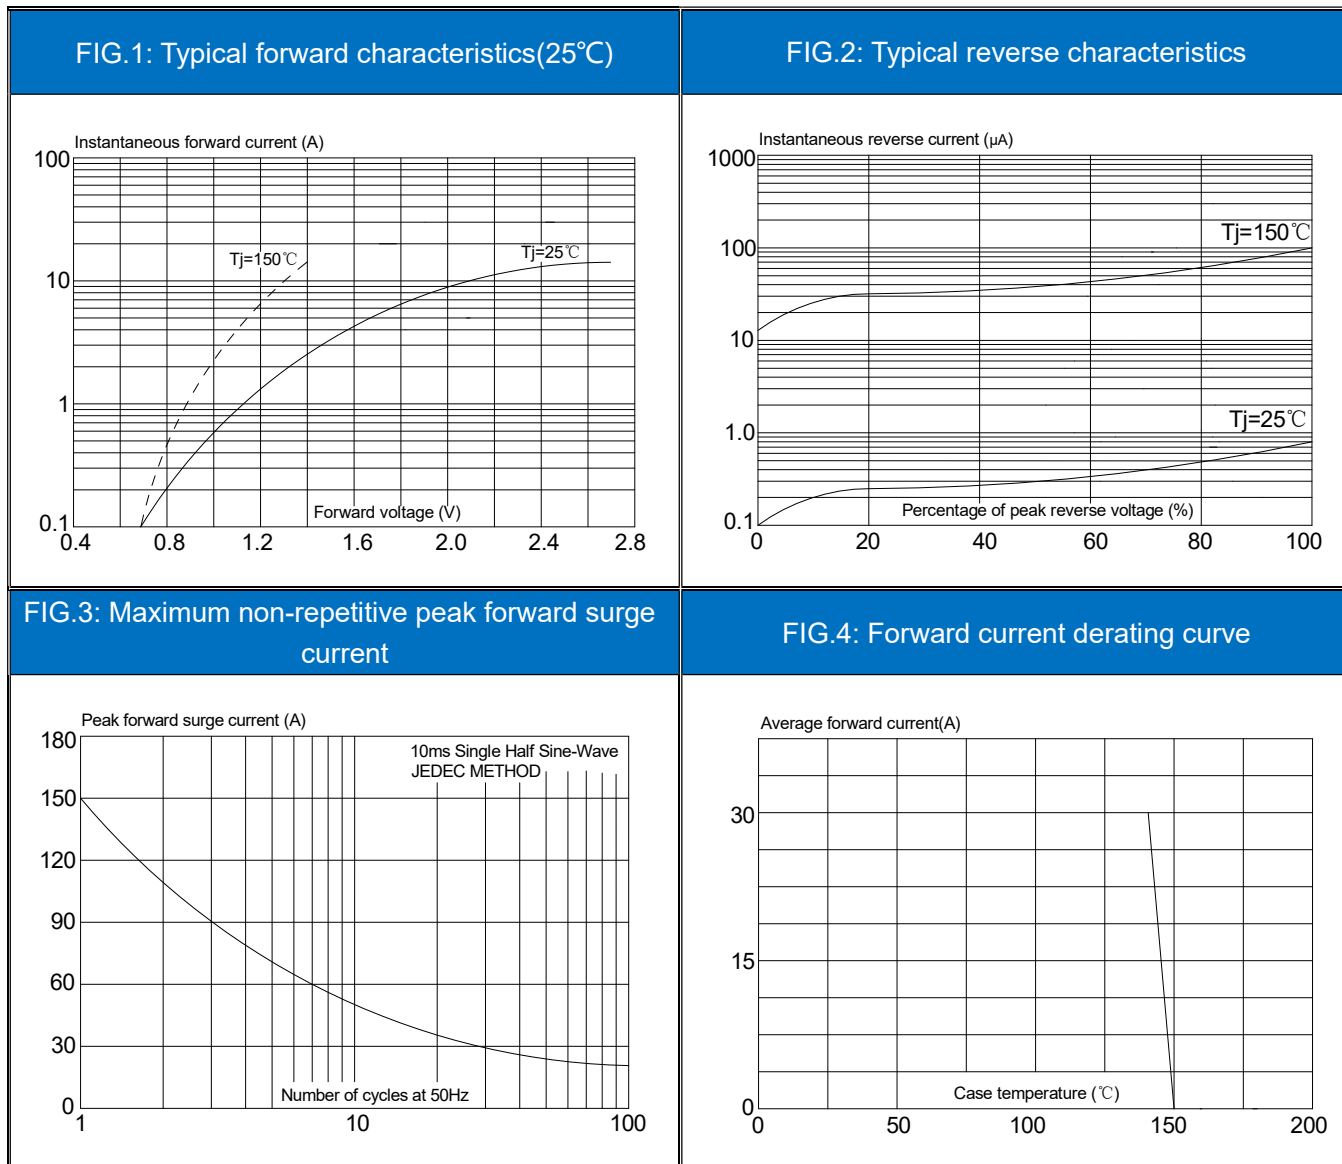 FIG.1: Typical forward characteristics(25℃)
Instantaneous forward current (A)
100
10
1
0.1
Tj=150℃
Tj=25℃
Forward voltage (V)
0.4 0.8 1.2 1.6 2.0 2.4 2.8
FIG.2: Typical reverse characteristics
Instantaneous reverse current (μA)
1000
100
10
1.0
0.1
Tj=150℃
Tj=25℃
Percentage of peak reverse voltage (%)
0 20 40 60 80 100
FIG.3: Maximum non-repetitive peak forward surge
current
Peak forward surge current (A)
180
150
120
90
60
30
0
10ms Single Half Sine-Wave
JEDEC METHOD
Number of cycles at 50Hz
1 10 100
FIG.4: Forward current derating curve
Average forward current(A)
30
15
0
Case temperature (℃)
0 50 100 150 200